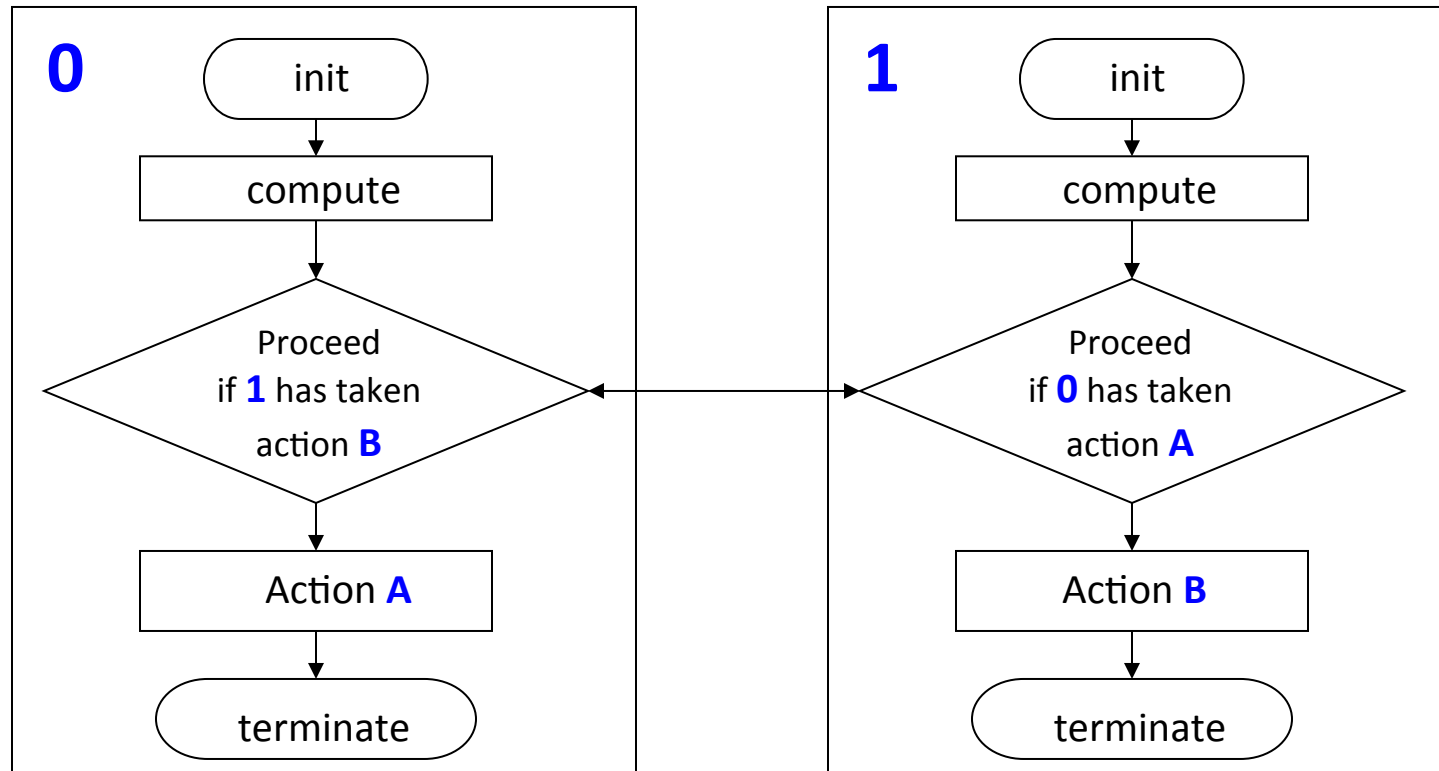 0
init
compute
Proceed
if 1 has taken
action B
Action A
terminate
1
init
compute
Proceed
if 0 has taken
action A
Action B
terminate